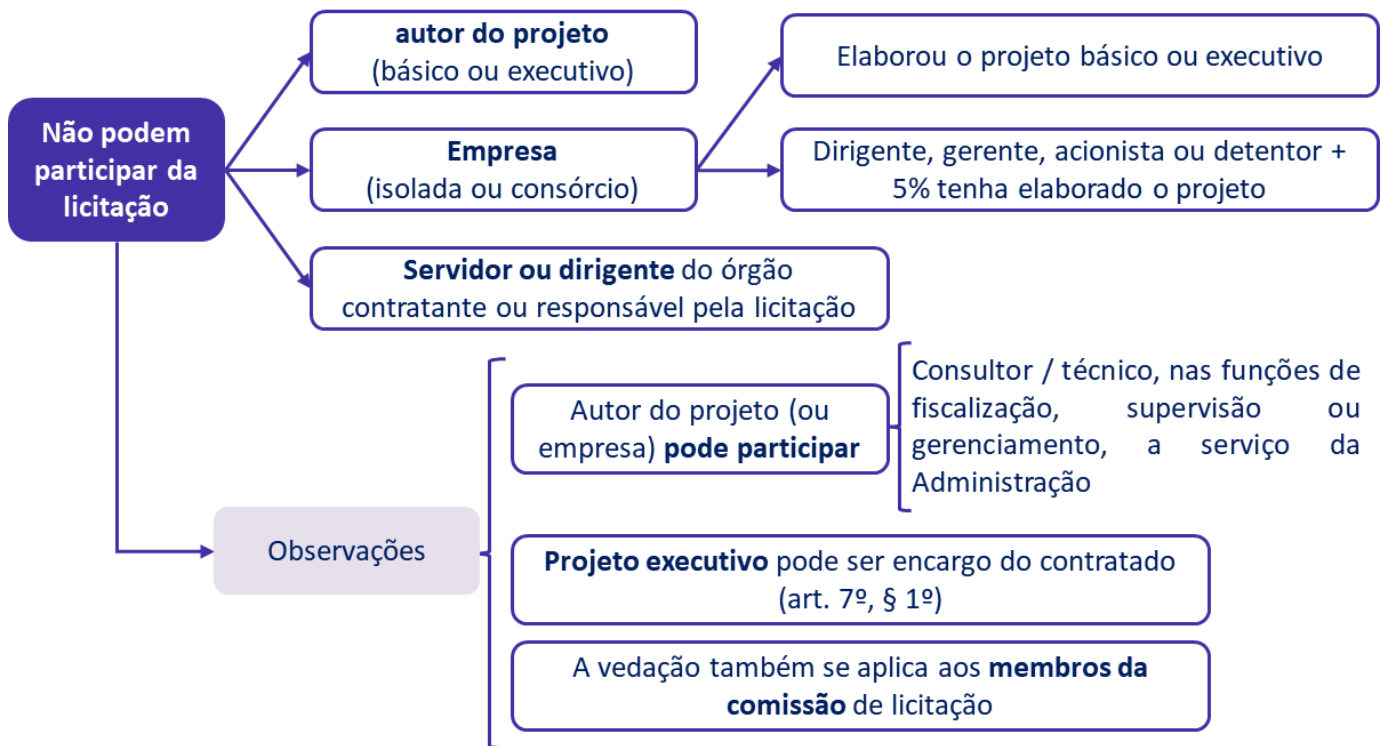 Não podem
participar da
licitação
autor do projeto
(básico ou executivo)
Empresa
(isolada ou consórcio)
Elaborou o projeto básico ou executivo
Dirigente, gerente, acionista ou detentor +
5% tenha elaborado o projeto
Servidor ou dirigente do órgão
contratante ou responsável pela licitação
Observações
Autor do projeto (ou
empresa) pode participar
Consultor / técnico, nas funções de
fiscalização, supervisão ou
gerenciamento, a serviço da
Administração
Projeto executivo pode ser encargo do contratado
(art. 7º, § 1º)
A vedação também se aplica aos membros da
comissão de licitação